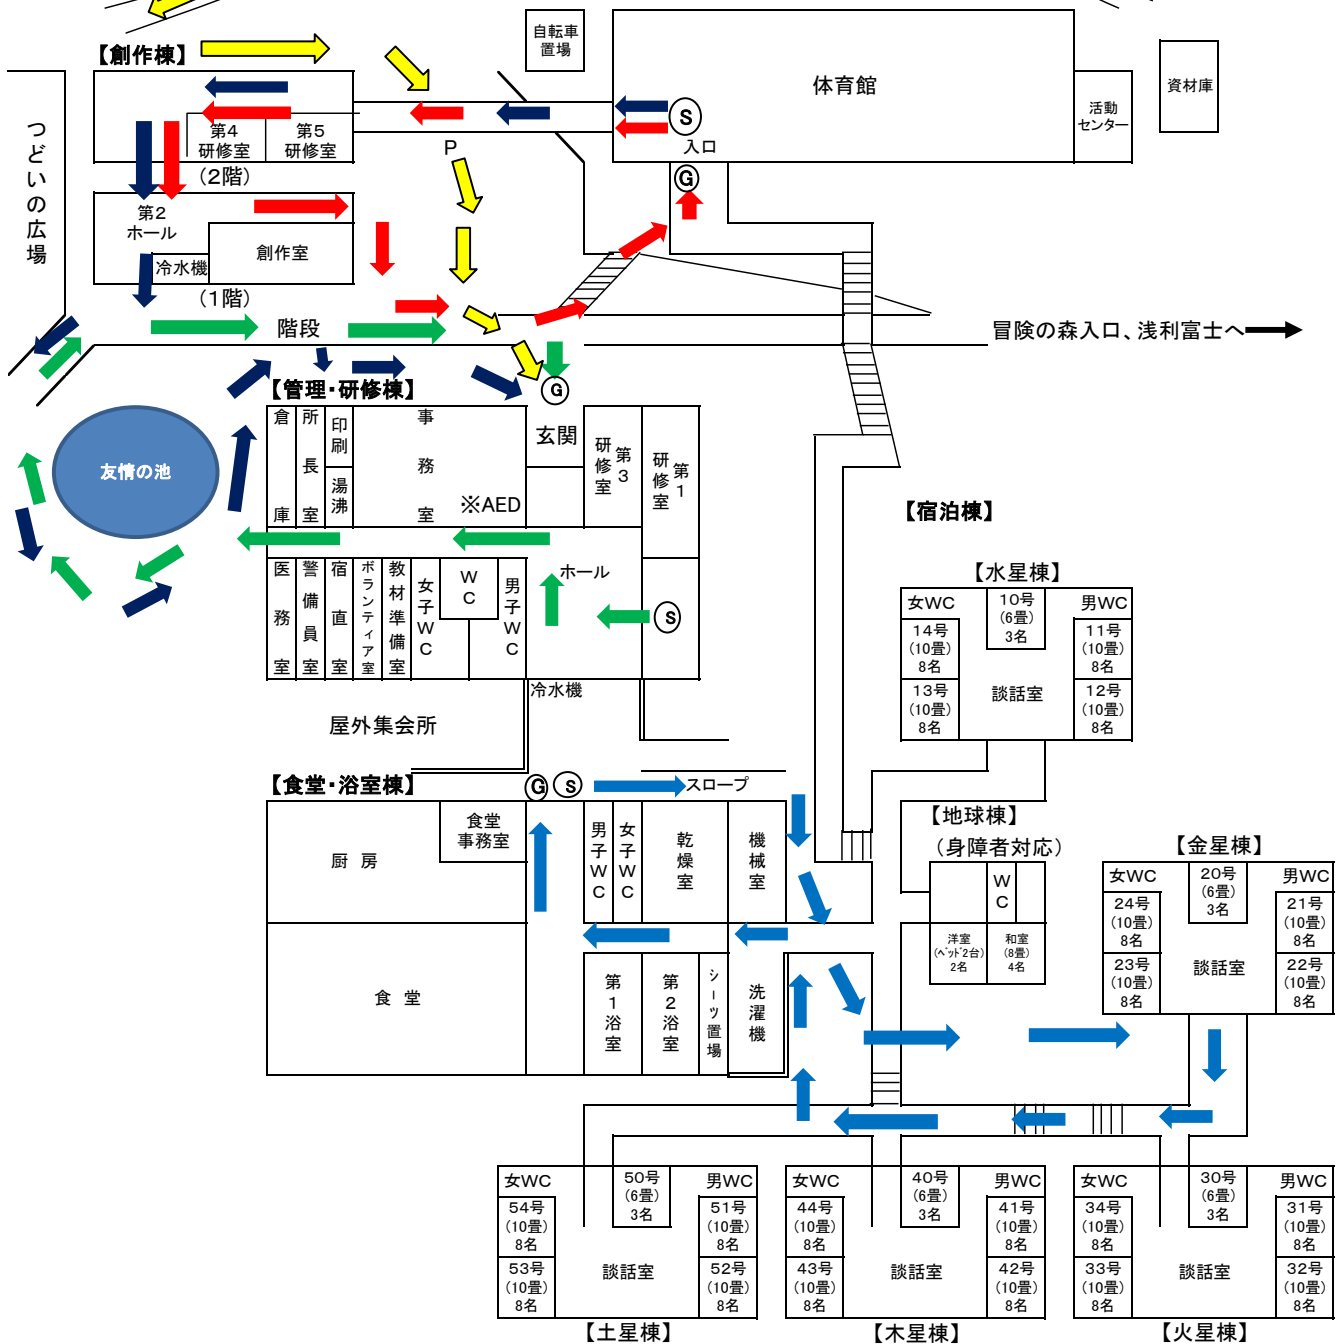 自転車
置場
【創作棟】
体育館
資材庫
活動
センター
つどいの広場
第4
研修室
第5
研修室
S
入口
P
G
(2階)
第2
ホール
冷水機
創作室
(1階)
階段
冒険の森入口、浅利富士へ
【管理・研修棟】
G
倉庫
所長室
印刷
湯沸
事務室
※AED
玄関
第3
研修室
第1
研修室
友情の池
【宿泊棟】
医務室
警備員室
宿直室
ボランティア室
教材準備室
女子WC
WC
男子WC
ホール
S
冷水機
屋外集会所
【水星棟】
女WC
10号
(6畳)
3名
男WC
14号
(10畳)
8名
11号
(10畳)
8名
13号
(10畳)
8名
談話室
12号
(10畳)
8名
【食堂・浴室棟】
G
S
スロープ
厨房
食堂
事務室
男子WC
女子WC
乾燥室
機械室
食堂
第1浴室
第2浴室
シーツ置場
洗濯機
【地球棟】
(身障者対応)
WC
洋室
(ベッド2台)
2名
和室
(8畳)
4名
【金星棟】
女WC
20号
(6畳)
3名
男WC
24号
(10畳)
8名
21号
(10畳)
8名
23号
(10畳)
8名
談話室
22号
(10畳)
8名
女WC
50号
(6畳)
3名
男WC
54号
(10畳)
8名
51号
(10畳)
8名
53号
(10畳)
8名
談話室
52号
(10畳)
8名
【土星棟】
女WC
40号
(6畳)
3名
男WC
44号
(10畳)
8名
41号
(10畳)
8名
43号
(10畳)
8名
談話室
42号
(10畳)
8名
【木星棟】
女WC
30号
(6畳)
3名
男WC
34号
(10畳)
8名
31号
(10畳)
8名
33号
(10畳)
8名
談話室
32号
(10畳)
8名
【火星棟】